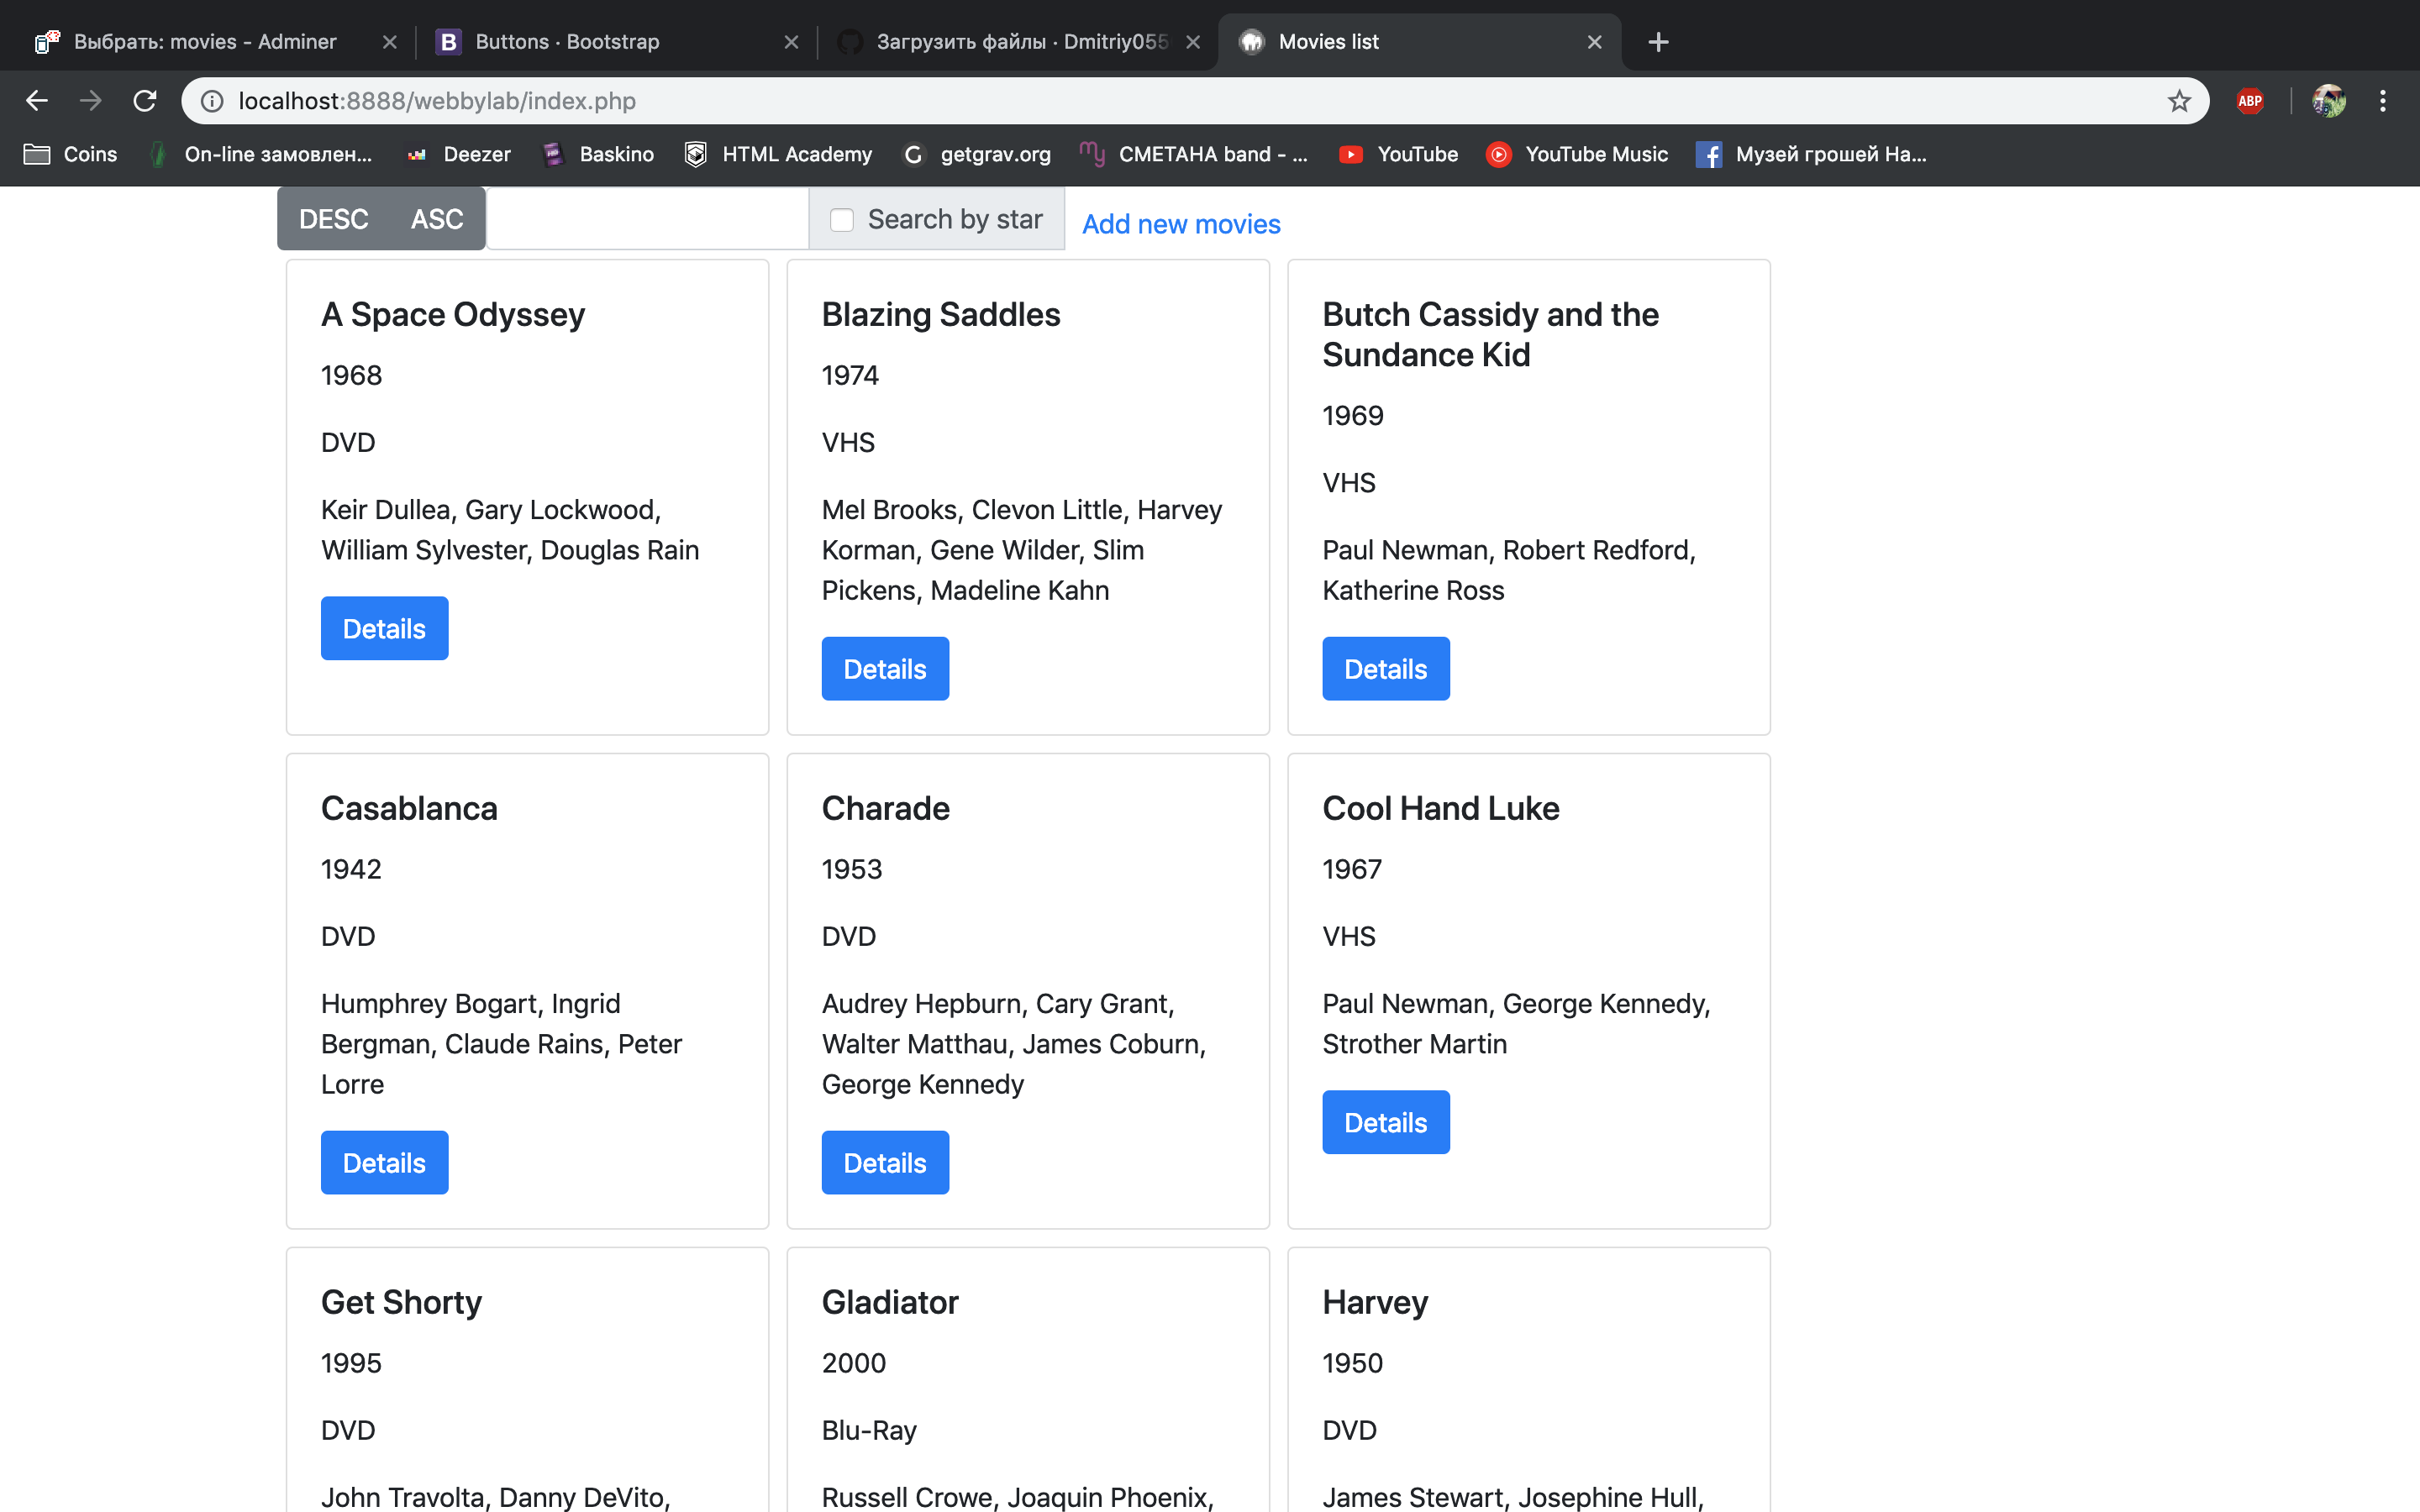 Выбрать: movies - Adminer
Buttons · Bootstrap
Загрузить файлы · Dmitriy055
Movies list
localhost:8888/webbylab/index.php
ABP
Coins
On-line замовлен...
Deezer
Baskino
HTML Academy
getgrav.org
СМЕТАНА band - ...
YouTube
YouTube Music
Музей грошей На...
DESC ASC
Search by star
Add new movies
A Space Odyssey
1968
DVD
Keir Dullea, Gary Lockwood,
William Sylvester, Douglas Rain
Details
Blazing Saddles
1974
VHS
Mel Brooks, Clevon Little, Harvey
Korman, Gene Wilder, Slim
Pickens, Madeline Kahn
Details
Butch Cassidy and the
Sundance Kid
1969
VHS
Paul Newman, Robert Redford,
Katherine Ross
Details
Casablanca
1942
DVD
Humphrey Bogart, Ingrid
Bergman, Claude Rains, Peter
Lorre
Details
Charade
1953
DVD
Audrey Hepburn, Cary Grant,
Walter Matthau, James Coburn,
George Kennedy
Details
Cool Hand Luke
1967
VHS
Paul Newman, George Kennedy,
Strother Martin
Details
Get Shorty
1995
DVD
John Travolta, Danny DeVito,
Gladiator
2000
Blu-Ray
Russell Crowe, Joaquin Phoenix,
Harvey
1950
DVD
James Stewart, Josephine Hull,